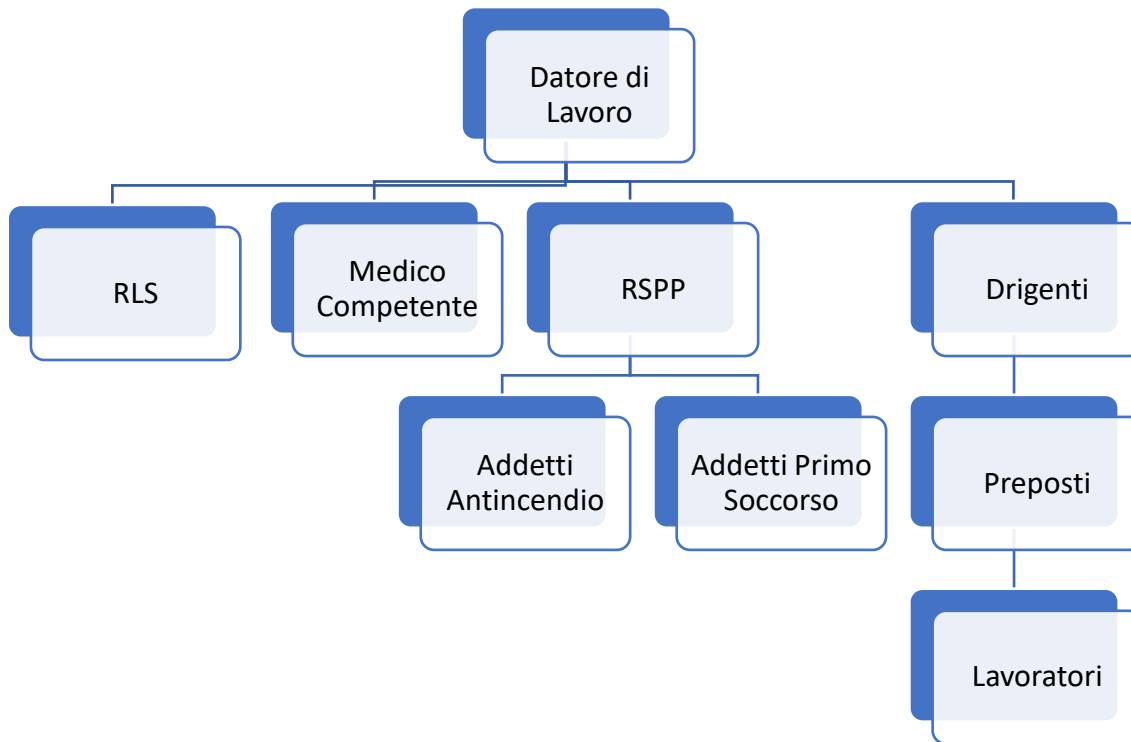 Datore di
Lavoro
RLS
Medico
Competente
RSPP
Drigenti
Addetti
Antincendio
Addetti Primo
Soccorso
Preposti
Lavoratori